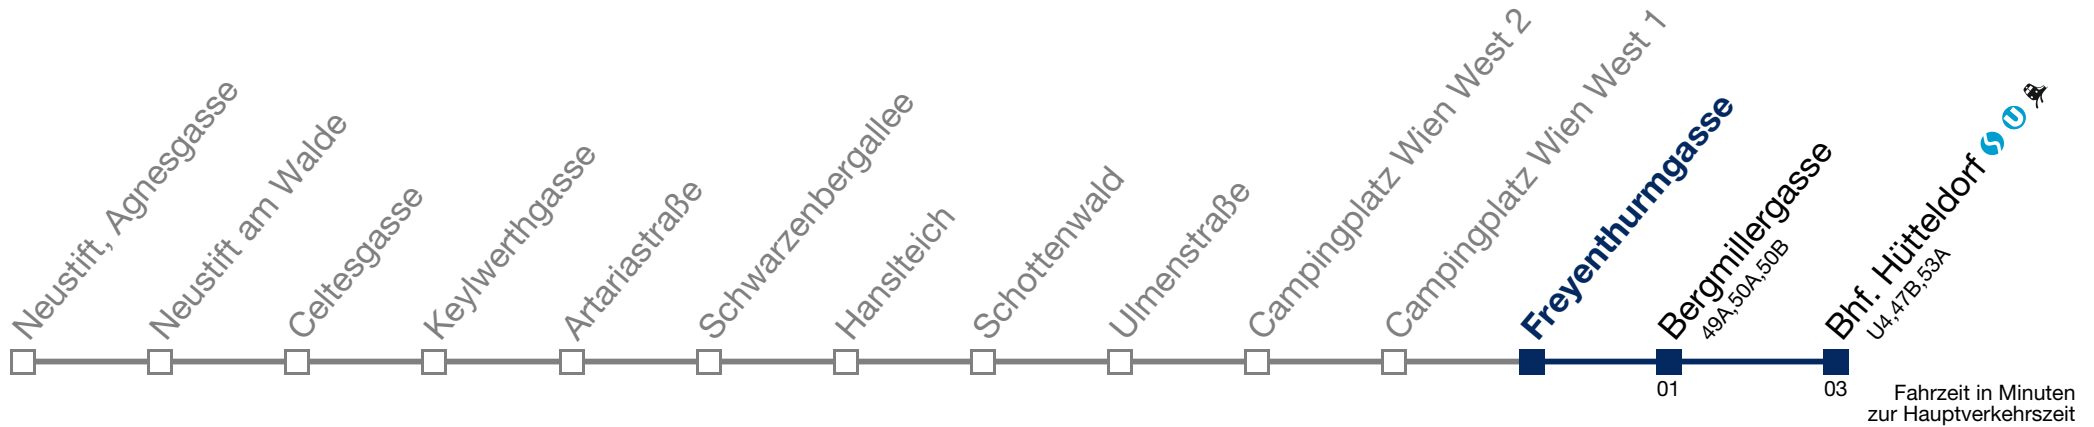 Neustift, Agnesgasse
Neustift am Walde
Celtesgasse
Keylwerthgasse
Artariastraße
Schwarzenbergallee
Hanslteich
Schottenwald
Ulmenstraße
Campingplatz Wien West 2
Campingplatz Wien West 1
Freyenthurmgasse
Bergmillergasse
49A,50A,50B
Bhf. Hütteldorf S U
U4,47B,53A
01
03
Fahrzeit in Minuten
zur Hauptverkehrszeit